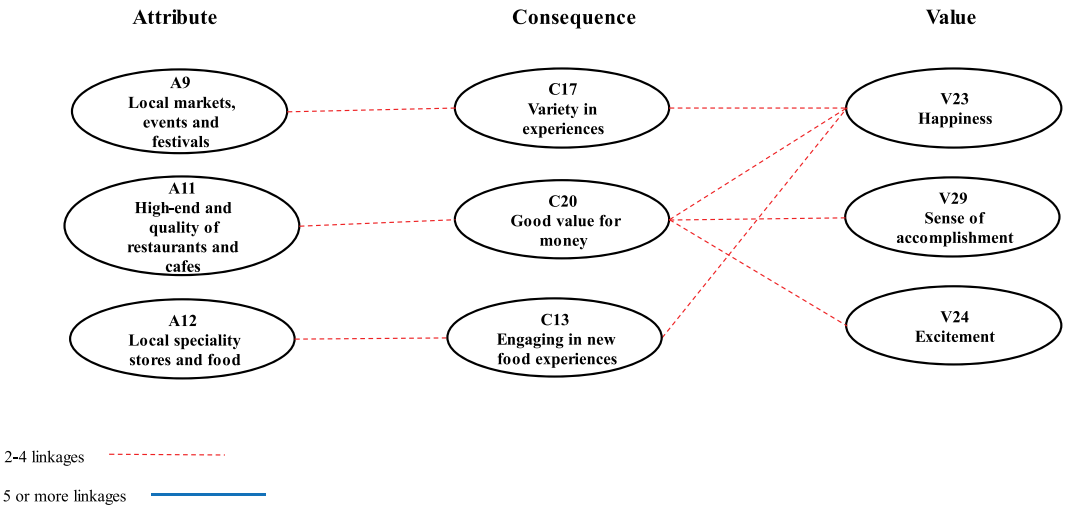 Attribute
Consequence
Value
A9
Local markets,
events and
festivals
C17
Variety in
experiences
V23
Happiness
A11
High-end and
quality of
restaurants and
cafes
C20
Good value for
money
V29
Sense of
accomplishment
A12
Local speciality
stores and food
C13
Engaging in new
food experiences
V24
Excitement
2-4 linkages
5 or more linkages